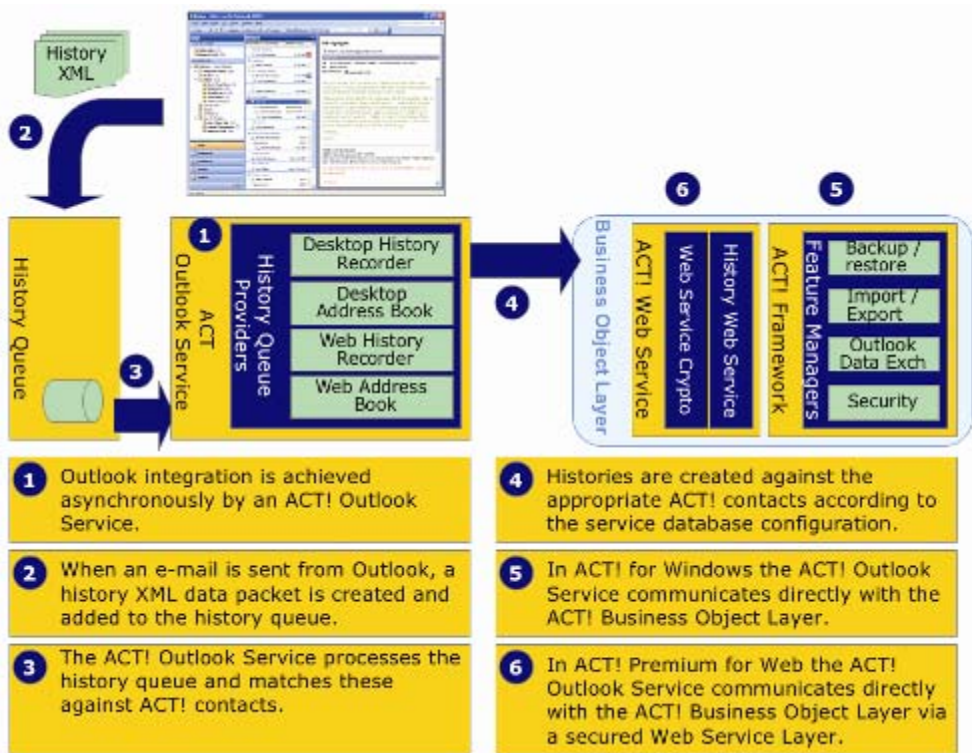 History
XML
2
6
5
History Queue
3
1
ACT
Outlook Service
History Queue
Providers
Desktop History
Recorder
Desktop
Address Book
Web History
Recorder
Web Address
Book
4
Business Object Layer
ACT! Web Service
Web Service Crypto
History Web Service
ACT! Framework
Feature Managers
Backup /
restore
Import /
Export
Outlook
Data Exch
Security
1
Outlook integration is achieved
asynchronously by an ACT! Outlook
Service.
2
When an e-mail is sent from Outlook, a
history XML data packet is created and
added to the history queue.
3
The ACT! Outlook Service processes the
history queue and matches these
against ACT! contacts.
4
Histories are created against the
appropriate ACT! contacts according to
the service database configuration.
5
In ACT! for Windows the ACT! Outlook
Service communicates directly with the
ACT! Business Object Layer.
6
In ACT! Premium for Web the ACT!
Outlook Service communicates directly
with the ACT! Business Object Layer via
a secured Web Service Layer.